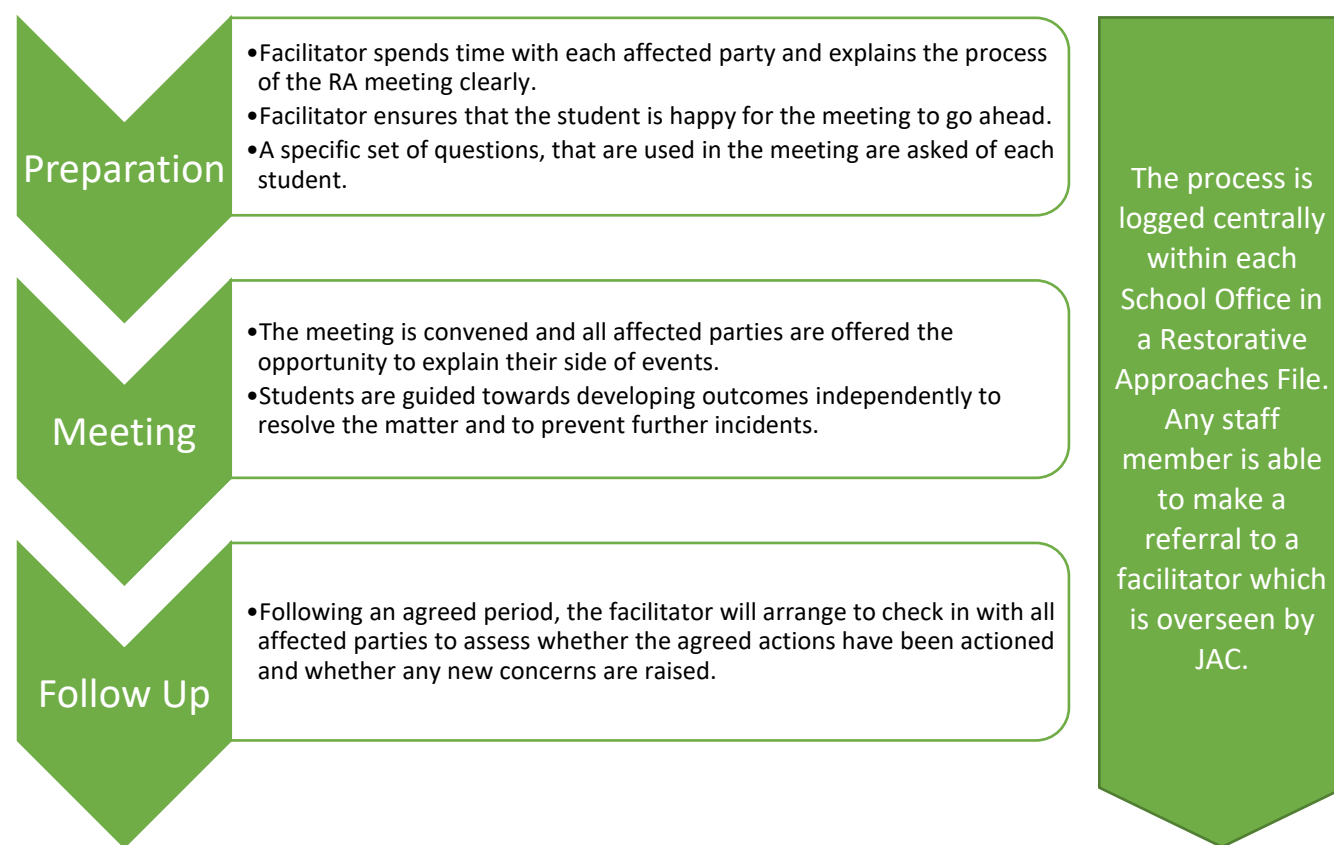 Preparation
•Facilitator spends time with each affected party and explains the process
of the RA meeting clearly.
•Facilitator ensures that the student is happy for the meeting to go ahead.
•A specific set of questions, that are used in the meeting are asked of each
student.
Meeting
•The meeting is convened and all affected parties are offered the
opportunity to explain their side of events.
•Students are guided towards developing outcomes independently to
resolve the matter and to prevent further incidents.
Follow Up
•Following an agreed period, the facilitator will arrange to check in with all
affected parties to assess whether the agreed actions have been actioned
and whether any new concerns are raised.
The process is
logged centrally
within each
School Office in
a Restorative
Approaches File.
Any staff
member is able
to make a
referral to a
facilitator which
is overseen by
JAC.